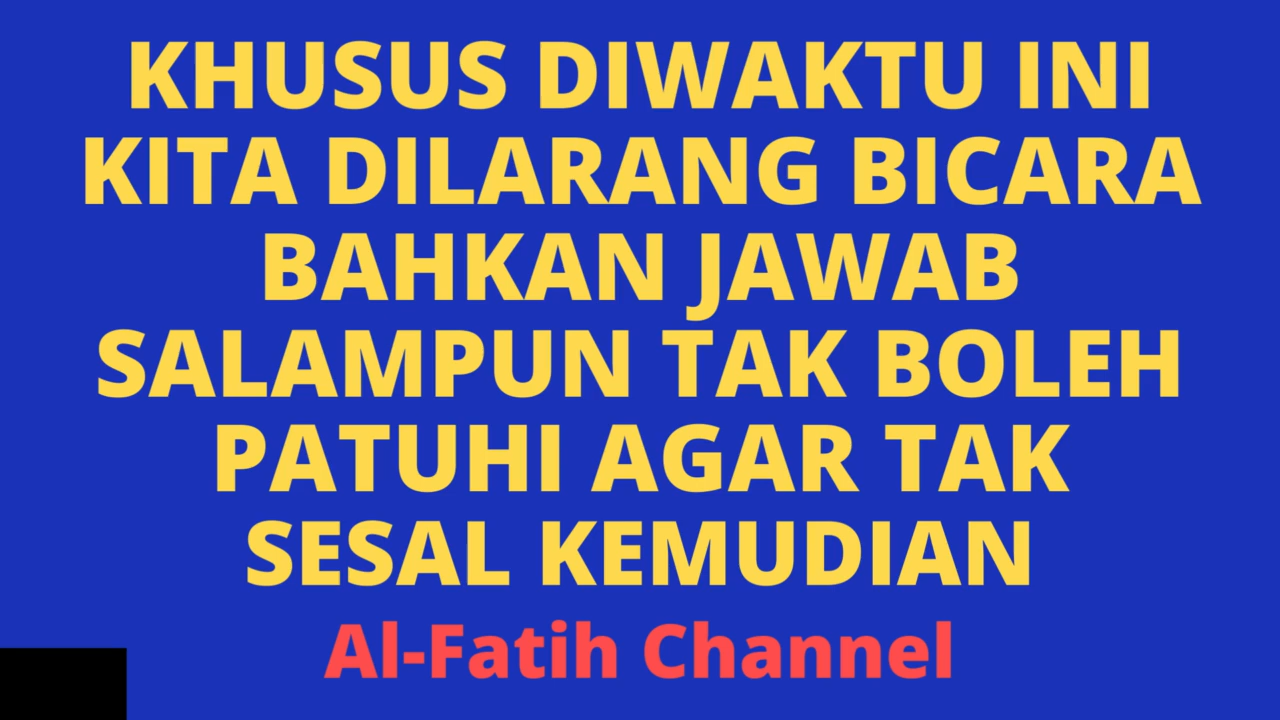 KHUSUS DIWAKTU INI
KITA DILARANG BICARA
BAHKAN JAWAB
SALAMPUN TAK BOLEH
PATUHI AGAR TAK
SESAL KEMUDIAN
Al-Fatih Channel